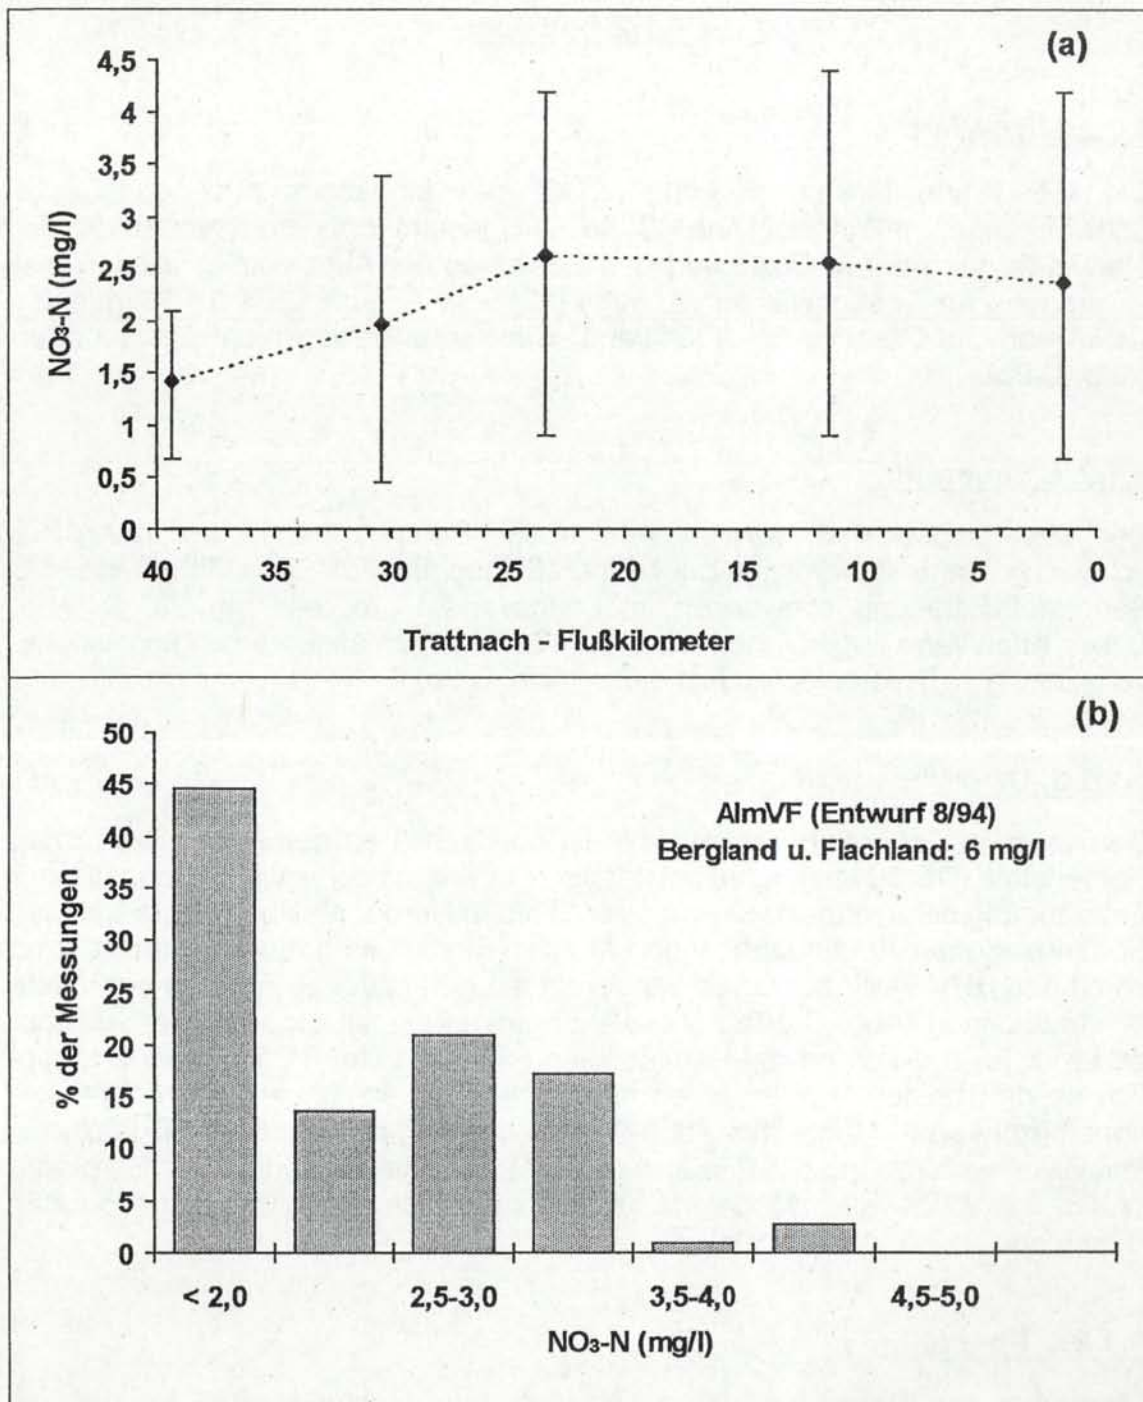 (a)
4,5
4
3,5
3
2,5
2
1,5
1
0,5
0
NO₃-N (mg/l)
40 35 30 25 20 15 10 5 0
Trattnach - Flußkilometer
(b)
50
45
40
35
30
25
20
15
10
5
0
% der Messungen
AImVF (Entwurf 8/94)
Bergland u. Flachland: 6 mg/l
< 2,0 2,5-3,0 3,5-4,0 4,5-5,0
NO₃-N (mg/l)